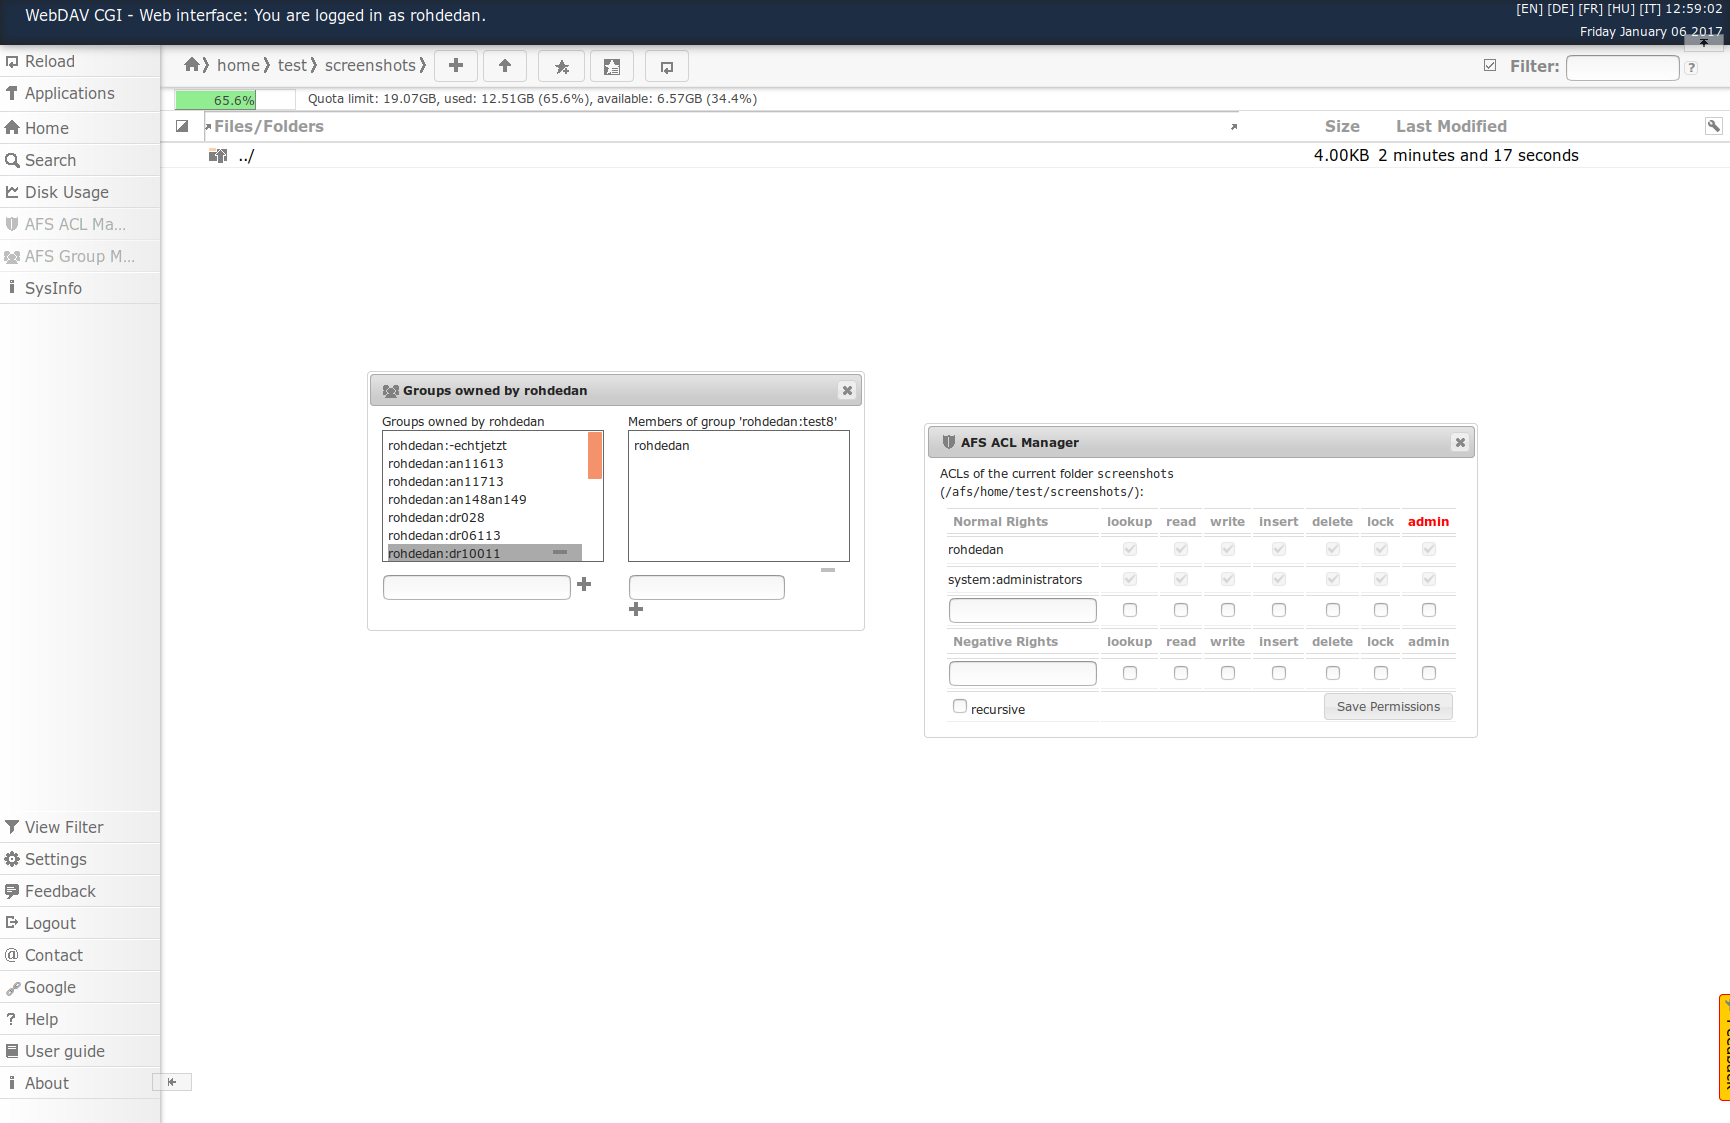 WebDAV CGI - Web interface: You are logged in as rohdedan.
[EN] [DE] [FR] [HU] [IT] 12:59:02
Friday January 06 2017
Reload
Applications
Home
Search
Disk Usage
AFS ACL Ma...
AFS Group M...
SysInfo
View Filter
Settings
Feedback
Logout
Contact
Google
Help
User guide
About
home test screenshots
Filter:
?
65.6% Quota limit: 19.07GB, used: 12.51GB (65.6%), available: 6.57GB (34.4%)
Files/Folders Size Last Modified
../ 4.00KB 2 minutes and 17 seconds
Groups owned by rohdedan
Groups owned by rohdedan
rohdedan:-echtjetzt
rohdedan:an11613
rohdedan:an11713
rohdedan:an148an149
rohdedan:dr028
rohdedan:dr06113
rohdedan:dr10011
Members of group 'rohdedan:test8'
rohdedan
AFS ACL Manager
ACLs of the current folder screenshots
(/afs/home/test/screenshots/):
Normal Rights lookup read write insert delete lock admin
rohdedan
system:administrators
Negative Rights lookup read write insert delete lock admin
recursive
Save Permissions